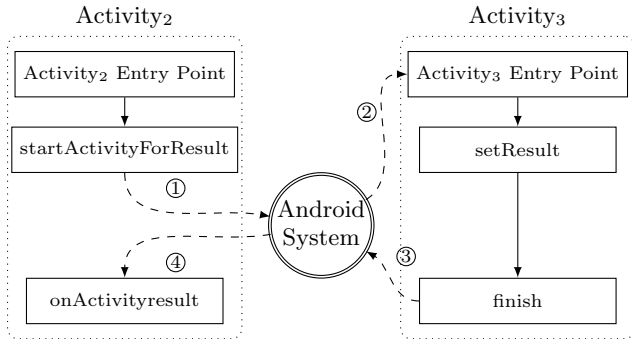 Activity₂
Activity₃
Activity₂ Entry Point
Activity₃ Entry Point
②
startActivityForResult
setResult
①
Android
System
④
③
onActivityresult
finish